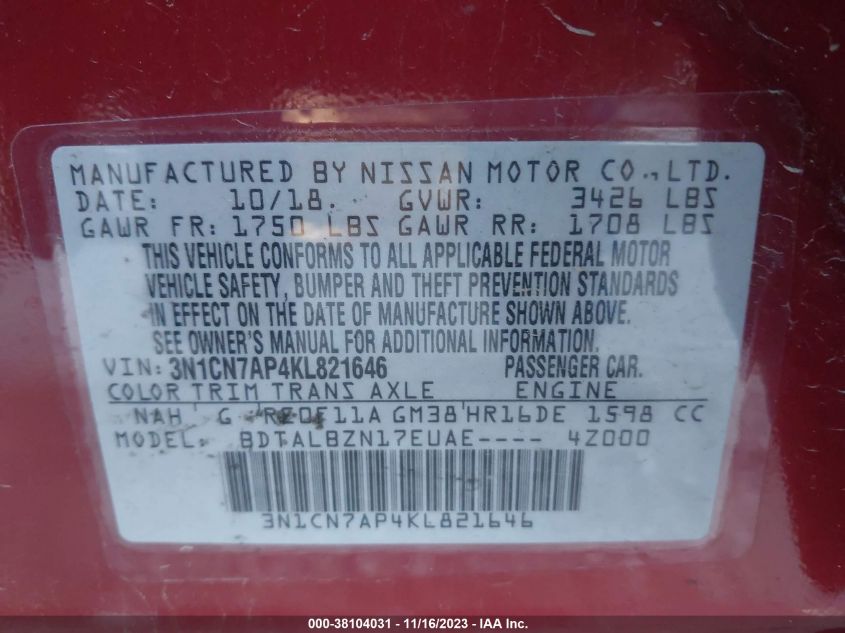 MANUFACTURED BY NISSAN MOTOR CO., LTD.
DATE: 10/18. GVWR: 3426 LBS
GAWR FR: 1750 LBS GAWR RR: 1708 LBS
THIS VEHICLE CONFORMS TO ALL APPLICABLE FEDERAL MOTOR
VEHICLE SAFETY, BUMPER AND THEFT PREVENTION STANDARDS
IN EFFECT ON THE DATE OF MANUFACTURE SHOWN ABOVE.
SEE OWNER'S MANUAL FOR ADDITIONAL INFORMATION.
VIN: 3N1CN7AP4KL821646 PASSENGER CAR.
COLOR TRIM TRANS AXLE ENGINE
NAH G RE0F11A GM38 HR16DE 1598 CC
MODEL: BDTALBZN17EUAE---- 4Z000
3N1CN7AP4KL821646
000-38104031 - 11/16/2023 - IAA Inc.